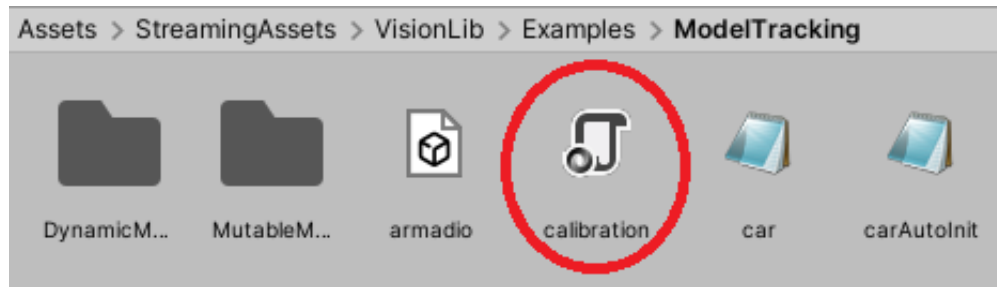 Assets > StreamingAssets > VisionLib > Examples > ModelTracking
DynamicM... MutableM... armadio calibration car carAutoInit